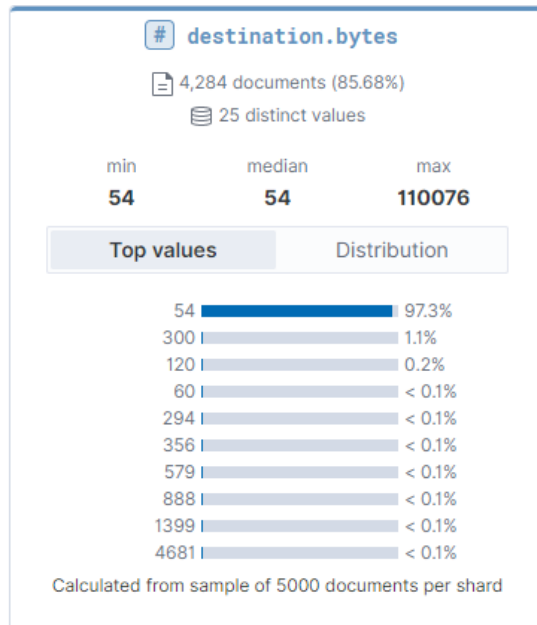 # destination.bytes
4,284 documents (85.68%)
25 distinct values
min median max
54 54 110076
Top values Distribution
54 97.3%
300 1.1%
120 0.2%
60 < 0.1%
294 < 0.1%
356 < 0.1%
579 < 0.1%
888 < 0.1%
1399 < 0.1%
4681 < 0.1%
Calculated from sample of 5000 documents per shard